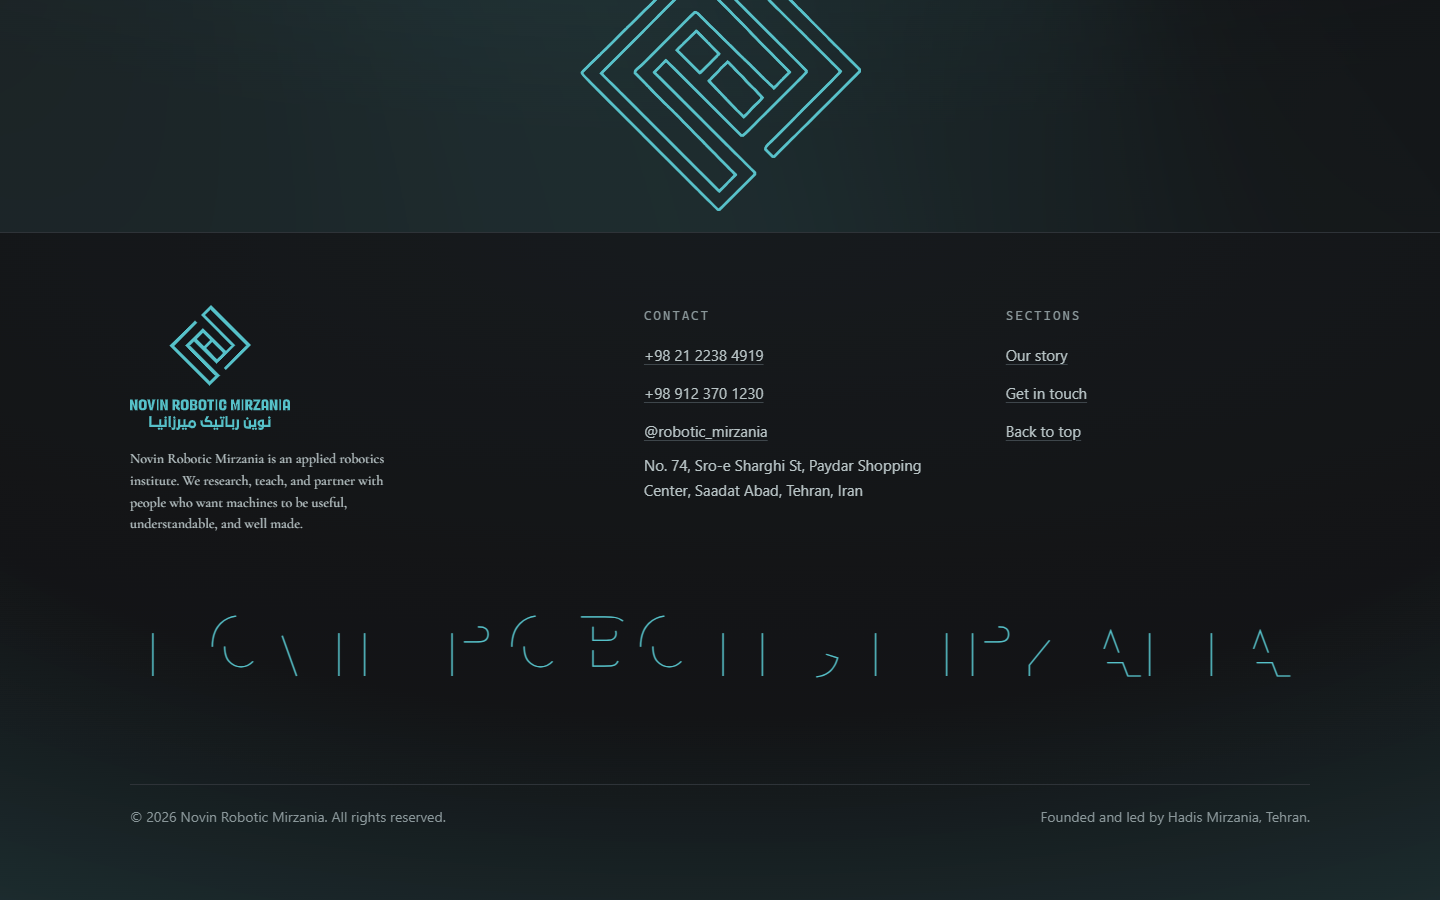 NOVIN ROBOTIC MIRZANIA
نوین رباتیک میرزانیا
Novin Robotic Mirzania is an applied robotics
institute. We research, teach, and partner with
people who want machines to be useful,
understandable, and well made.
CONTACT
+98 21 2238 4919
+98 912 370 1230
@robotic_mirzania
No. 74, Sro-e Sharghi St, Paydar Shopping
Center, Saadat Abad, Tehran, Iran
SECTIONS
Our story
Get in touch
Back to top
© 2026 Novin Robotic Mirzania. All rights reserved.
Founded and led by Hadis Mirzania, Tehran.